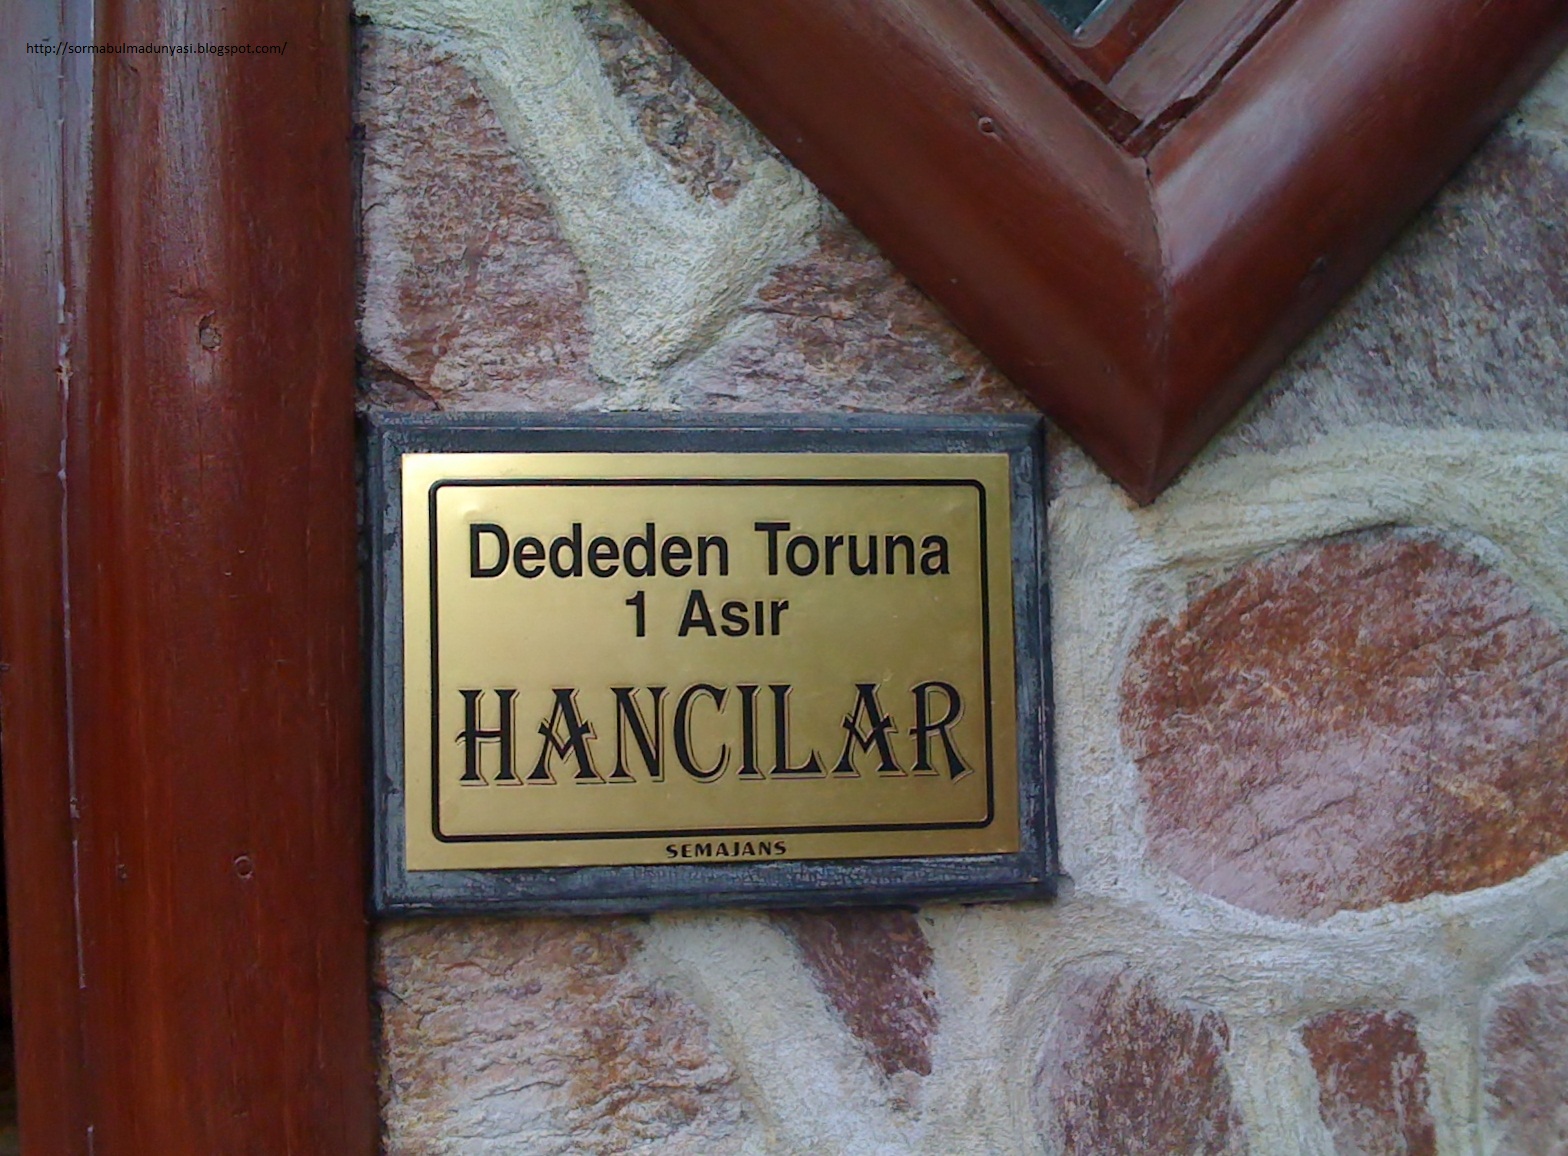 http://sormabulmadunyasi.blogspot.com/
Dededen Toruna
1 Asır
HANCILAR
SEMAJANS